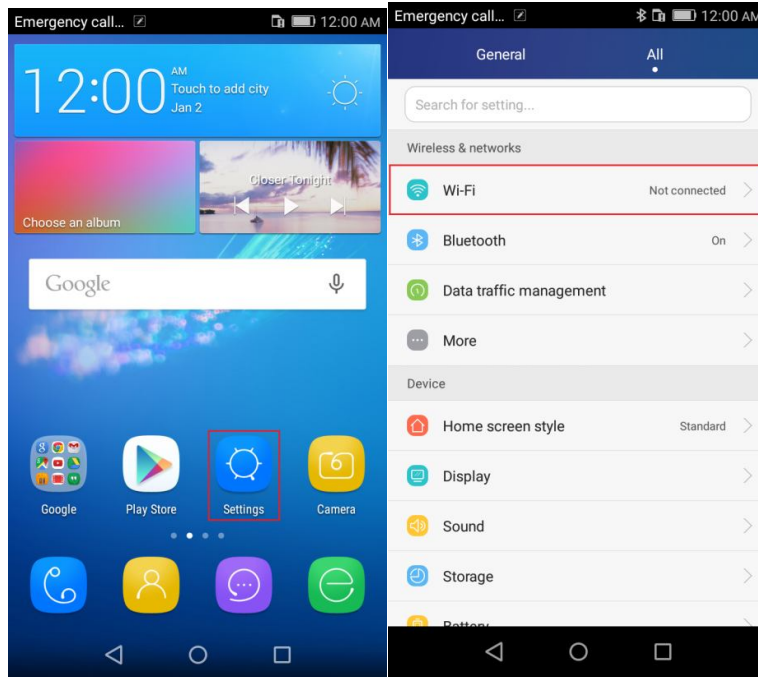 Emergency call...
12:00 AM
12:00 AM
Touch to add city
Jan 2
Choose an album
Closer Tonight
Google
Google
Play Store
Settings
Camera
Emergency call...
12:00 AM
General
All
Search for setting...
Wireless & networks
Wi-Fi
Not connected
Bluetooth
On
Data traffic management
More
Device
Home screen style
Standard
Display
Sound
Storage
Battery